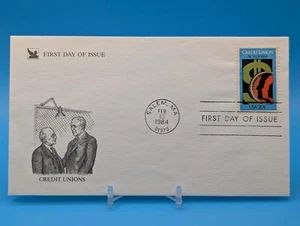 FIRST DAY OF ISSUE
CREDIT UNION
USA 20c
SALEM, MA
FEB
10
1984
01970
FIRST DAY OF ISSUE
CREDIT UNIONS